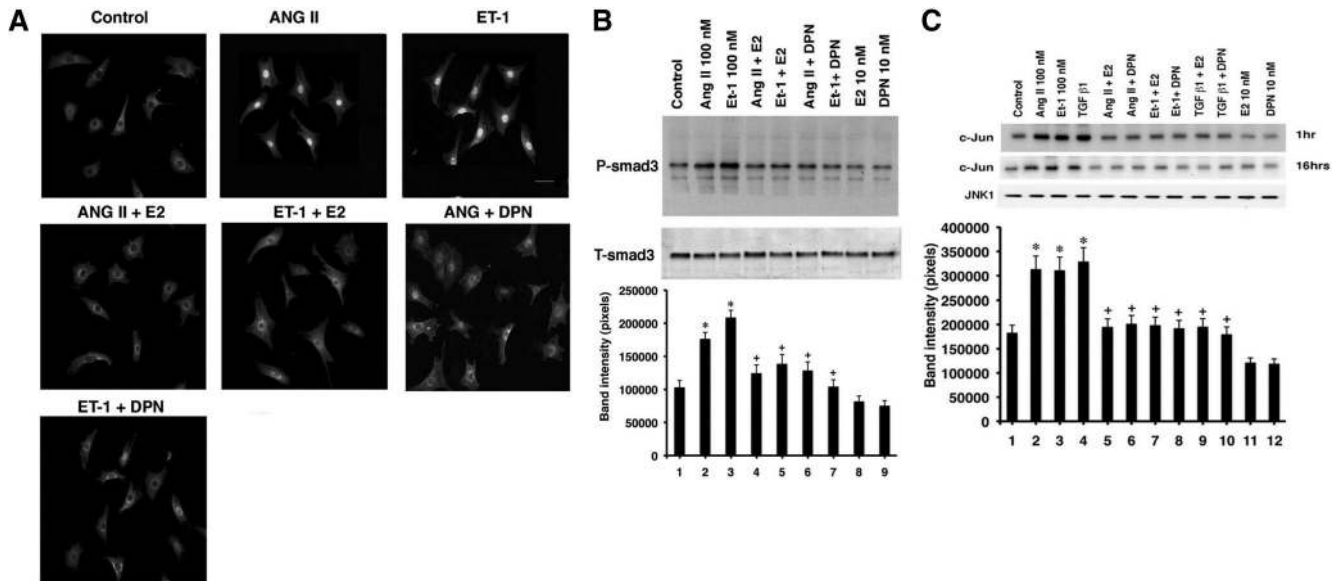 A
Control
ANG II
ET-1
ANG II + E2
ET-1 + E2
ANG + DPN
ET-1 + DPN
B
Control
Ang II 100 nM
Et-1 100 nM
Ang II + E2
Et-1 + E2
Ang II + DPN
Et-1+ DPN
E2 10 nM
DPN 10 nM
P-smad3
T-smad3
Band intensity (pixels)
250000
200000
150000
100000
50000
0
* * + + + +
1 2 3 4 5 6 7 8 9
C
Control
Ang II 100 nM
Et-1 100 nM
TGF β1
Ang II + E2
Ang II + DPN
Et-1 + E2
Et-1+ DPN
TGF β1 + E2
TGF β1 + DPN
E2 10 nM
DPN 10 nM
c-Jun 1hr
c-Jun 16hrs
JNK1
Band intensity (pixels)
400000
350000
300000
250000
200000
150000
100000
50000
0
* * * + + + + + +
1 2 3 4 5 6 7 8 9 10 11 12